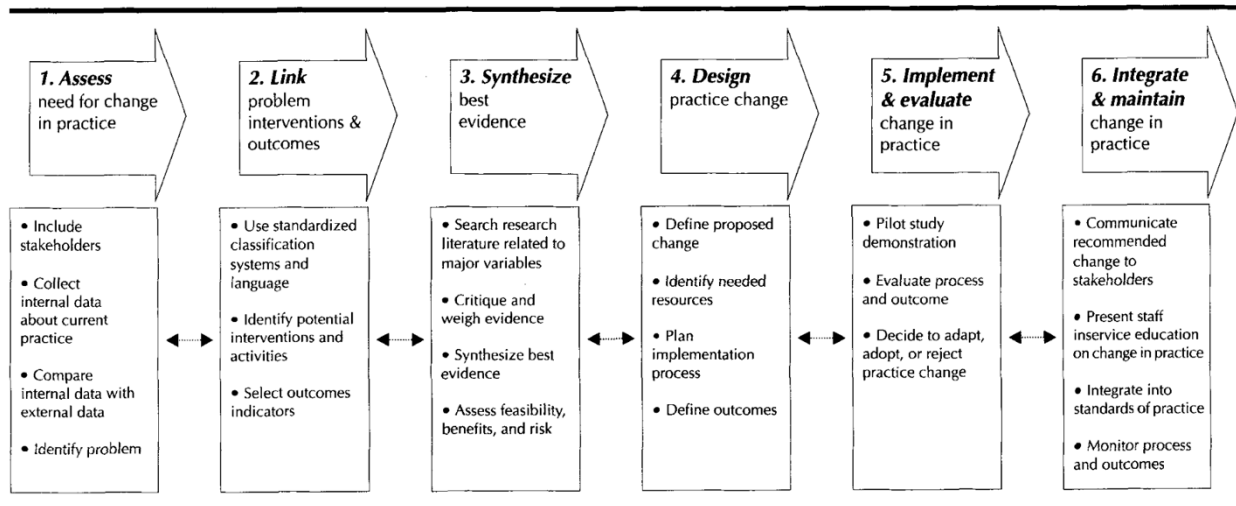 1. Assess
need for change
in practice
2. Link
problem
interventions &
outcomes
3. Synthesize
best
evidence
4. Design
practice change
5. Implement
& evaluate
change in
practice
6. Integrate
& maintain
change in
practice
• Include
stakeholders
• Collect
internal data
about current
practice
• Compare
internal data with
external data
• Identify problem
• Use standardized
classification
systems and
language
• Identify potential
interventions and
activities
• Select outcomes
indicators
• Search research
literature related to
major variables
• Critique and
weigh evidence
• Synthesize best
evidence
• Assess feasibility,
benefits, and risk
• Define proposed
change
• Identify needed
resources
• Plan
implementation
process
• Define outcomes
• Pilot study
demonstration
• Evaluate process
and outcome
• Decide to adapt,
adopt, or reject
practice change
• Communicate
recommended
change to
stakeholders
• Present staff
inservice education
on change in practice
• Integrate into
standards of practice
• Monitor process
and outcomes